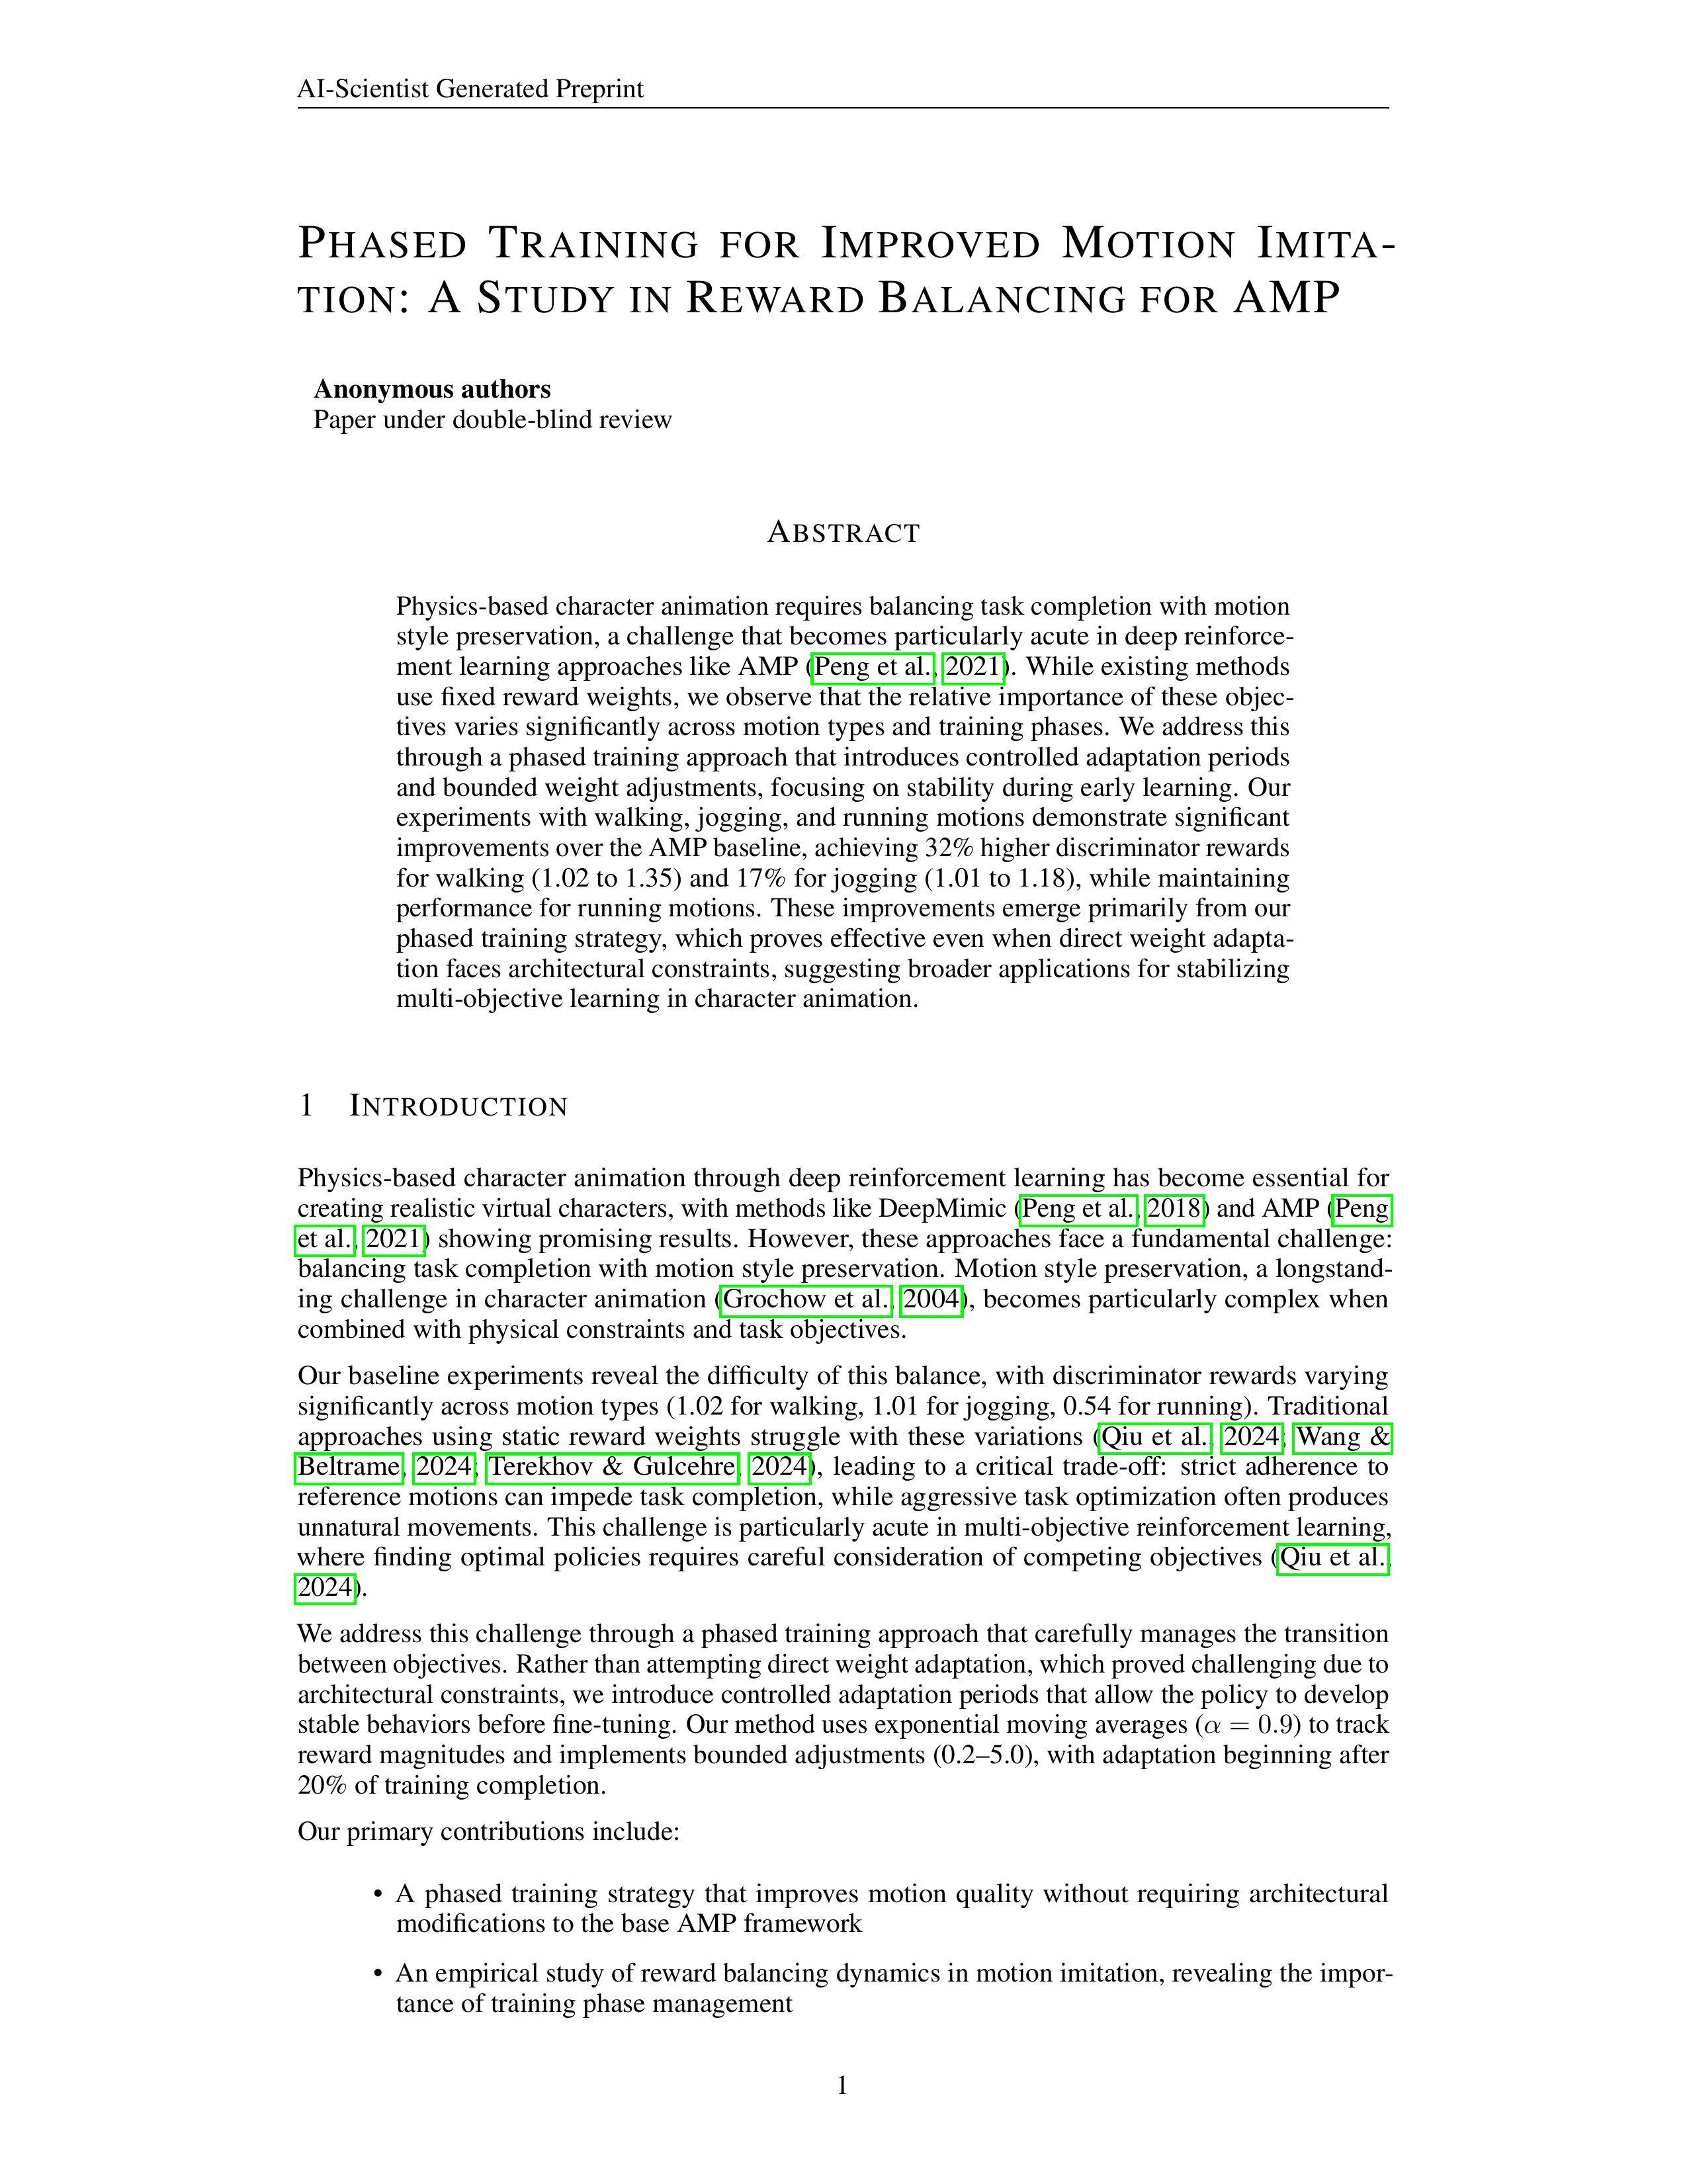 AI-Scientist Generated Preprint
PHASED TRAINING FOR IMPROVED MOTION IMITA-
TION: A STUDY IN REWARD BALANCING FOR AMP
Anonymous authors
Paper under double-blind review
ABSTRACT
Physics-based character animation requires balancing task completion with motion
style preservation, a challenge that becomes particularly acute in deep reinforce-
ment learning approaches like AMP (Peng et al., 2021). While existing methods
use fixed reward weights, we observe that the relative importance of these objec-
tives varies significantly across motion types and training phases. We address this
through a phased training approach that introduces controlled adaptation periods
and bounded weight adjustments, focusing on stability during early learning. Our
experiments with walking, jogging, and running motions demonstrate significant
improvements over the AMP baseline, achieving 32% higher discriminator rewards
for walking (1.02 to 1.35) and 17% for jogging (1.01 to 1.18), while maintaining
performance for running motions. These improvements emerge primarily from our
phased training strategy, which proves effective even when direct weight adapta-
tion faces architectural constraints, suggesting broader applications for stabilizing
multi-objective learning in character animation.
1 INTRODUCTION
Physics-based character animation through deep reinforcement learning has become essential for
creating realistic virtual characters, with methods like DeepMimic (Peng et al., 2018) and AMP (Peng
et al., 2021) showing promising results. However, these approaches face a fundamental challenge:
balancing task completion with motion style preservation. Motion style preservation, a longstand-
ing challenge in character animation (Grochow et al., 2004), becomes particularly complex when
combined with physical constraints and task objectives.
Our baseline experiments reveal the difficulty of this balance, with discriminator rewards varying
significantly across motion types (1.02 for walking, 1.01 for jogging, 0.54 for running). Traditional
approaches using static reward weights struggle with these variations (Qiu et al., 2024; Wang &
Beltrame, 2024; Terekhov & Gulcehre, 2024), leading to a critical trade-off: strict adherence to
reference motions can impede task completion, while aggressive task optimization often produces
unnatural movements. This challenge is particularly acute in multi-objective reinforcement learning,
where finding optimal policies requires careful consideration of competing objectives (Qiu et al.,
2024).
We address this challenge through a phased training approach that carefully manages the transition
between objectives. Rather than attempting direct weight adaptation, which proved challenging due to
architectural constraints, we introduce controlled adaptation periods that allow the policy to develop
stable behaviors before fine-tuning. Our method uses exponential moving averages (α = 0.9) to track
reward magnitudes and implements bounded adjustments (0.2–5.0), with adaptation beginning after
20% of training completion.
Our primary contributions include:
• A phased training strategy that improves motion quality without requiring architectural
modifications to the base AMP framework
• An empirical study of reward balancing dynamics in motion imitation, revealing the impor-
tance of training phase management
1